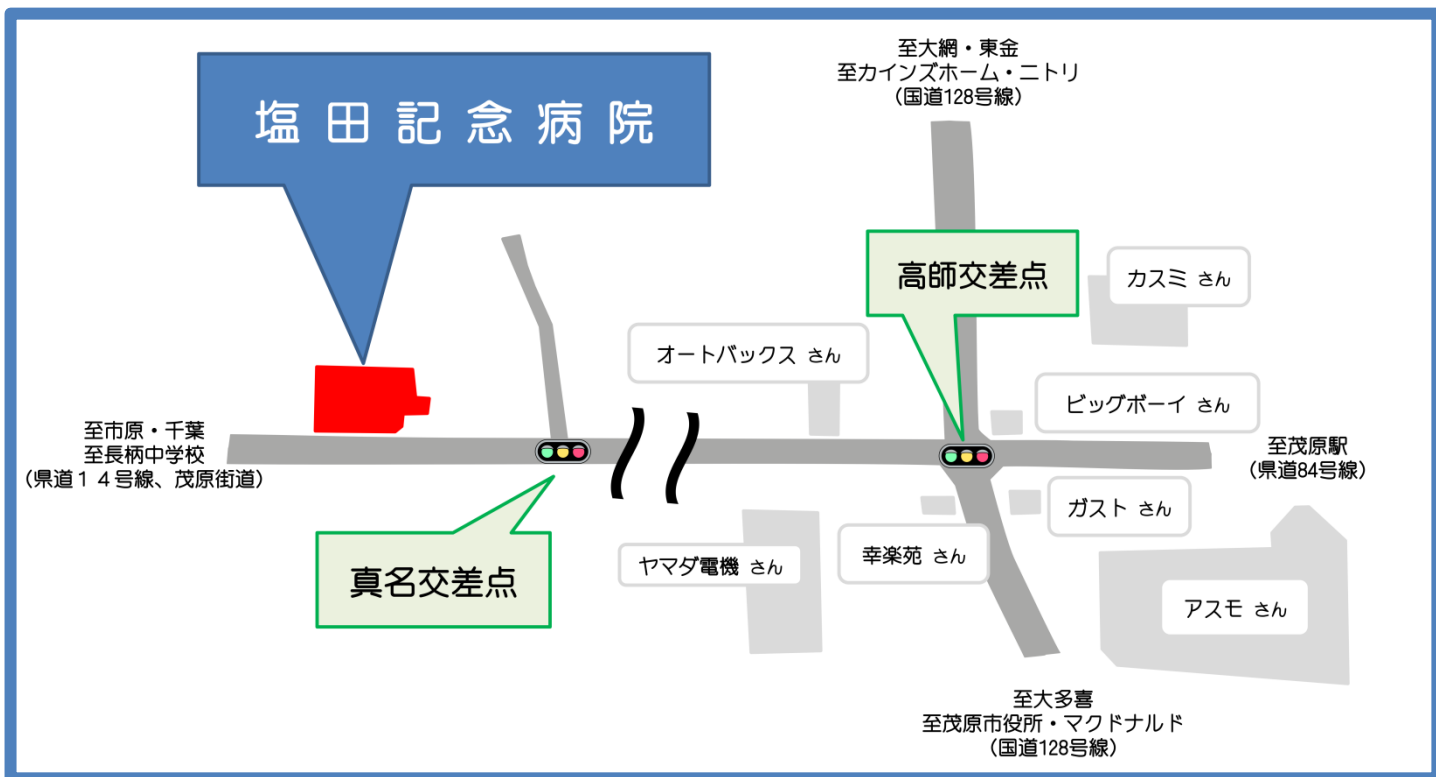 至大網・東金
至カインズホーム・ニトリ
(国道128号線)
塩田記念病院
高師交差点
カスミ さん
オートバックス さん
ビッグボーイ さん
至市原・千葉
至長柄中学校
(県道１４号線、茂原街道)
至茂原駅
(県道84号線)
ガスト さん
幸楽苑 さん
ヤマダ電機 さん
真名交差点
アスモ さん
至大多喜
至茂原市役所・マクドナルド
(国道128号線)